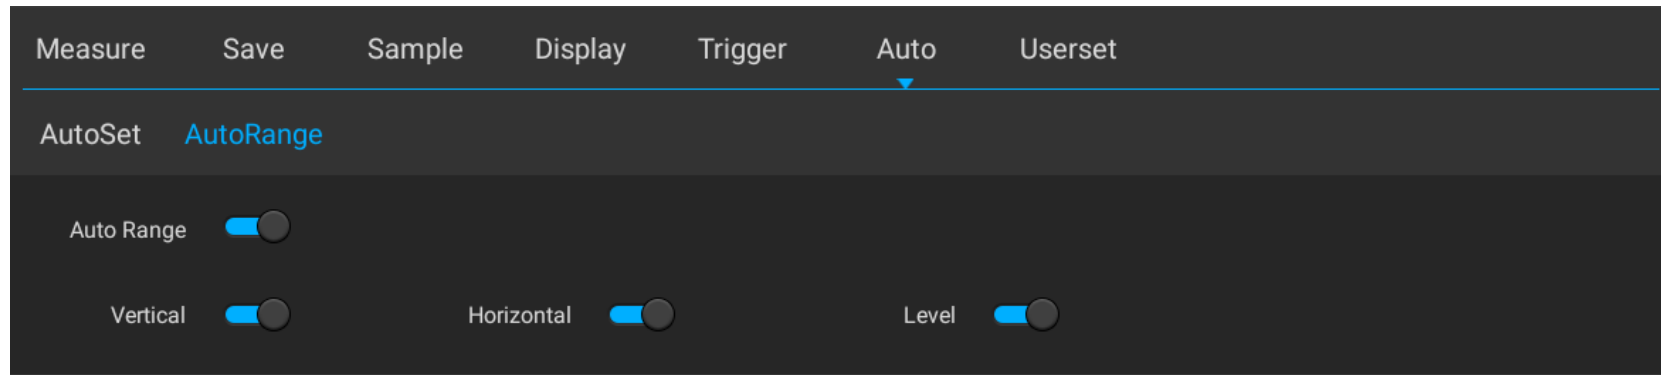 Measure Save Sample Display Trigger Auto Userset
AutoSet AutoRange
Auto Range
Vertical Horizontal Level